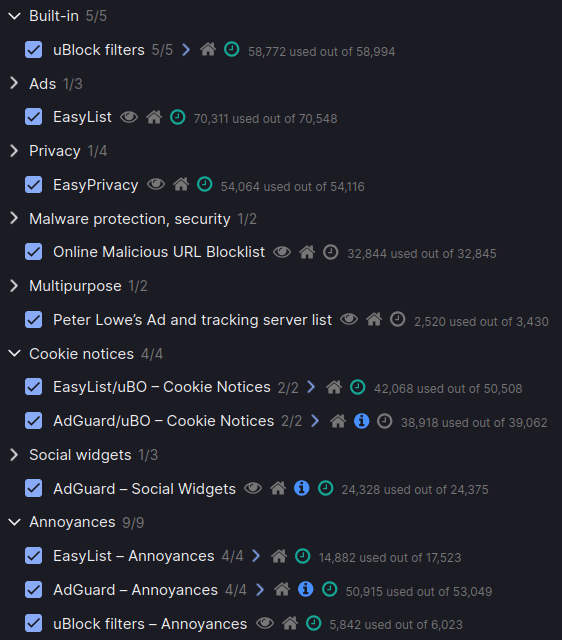 Built-in 5/5
uBlock filters 5/5 58,772 used out of 58,994
Ads 1/3
EasyList 70,311 used out of 70,548
Privacy 1/4
EasyPrivacy 54,064 used out of 54,116
Malware protection, security 1/2
Online Malicious URL Blocklist 32,844 used out of 32,845
Multipurpose 1/2
Peter Lowe’s Ad and tracking server list 2,520 used out of 3,430
Cookie notices 4/4
EasyList/uBO – Cookie Notices 2/2 42,068 used out of 50,508
AdGuard/uBO – Cookie Notices 2/2 38,918 used out of 39,062
Social widgets 1/3
AdGuard – Social Widgets 24,328 used out of 24,375
Annoyances 9/9
EasyList – Annoyances 4/4 14,882 used out of 17,523
AdGuard – Annoyances 4/4 50,915 used out of 53,049
uBlock filters – Annoyances 5,842 used out of 6,023